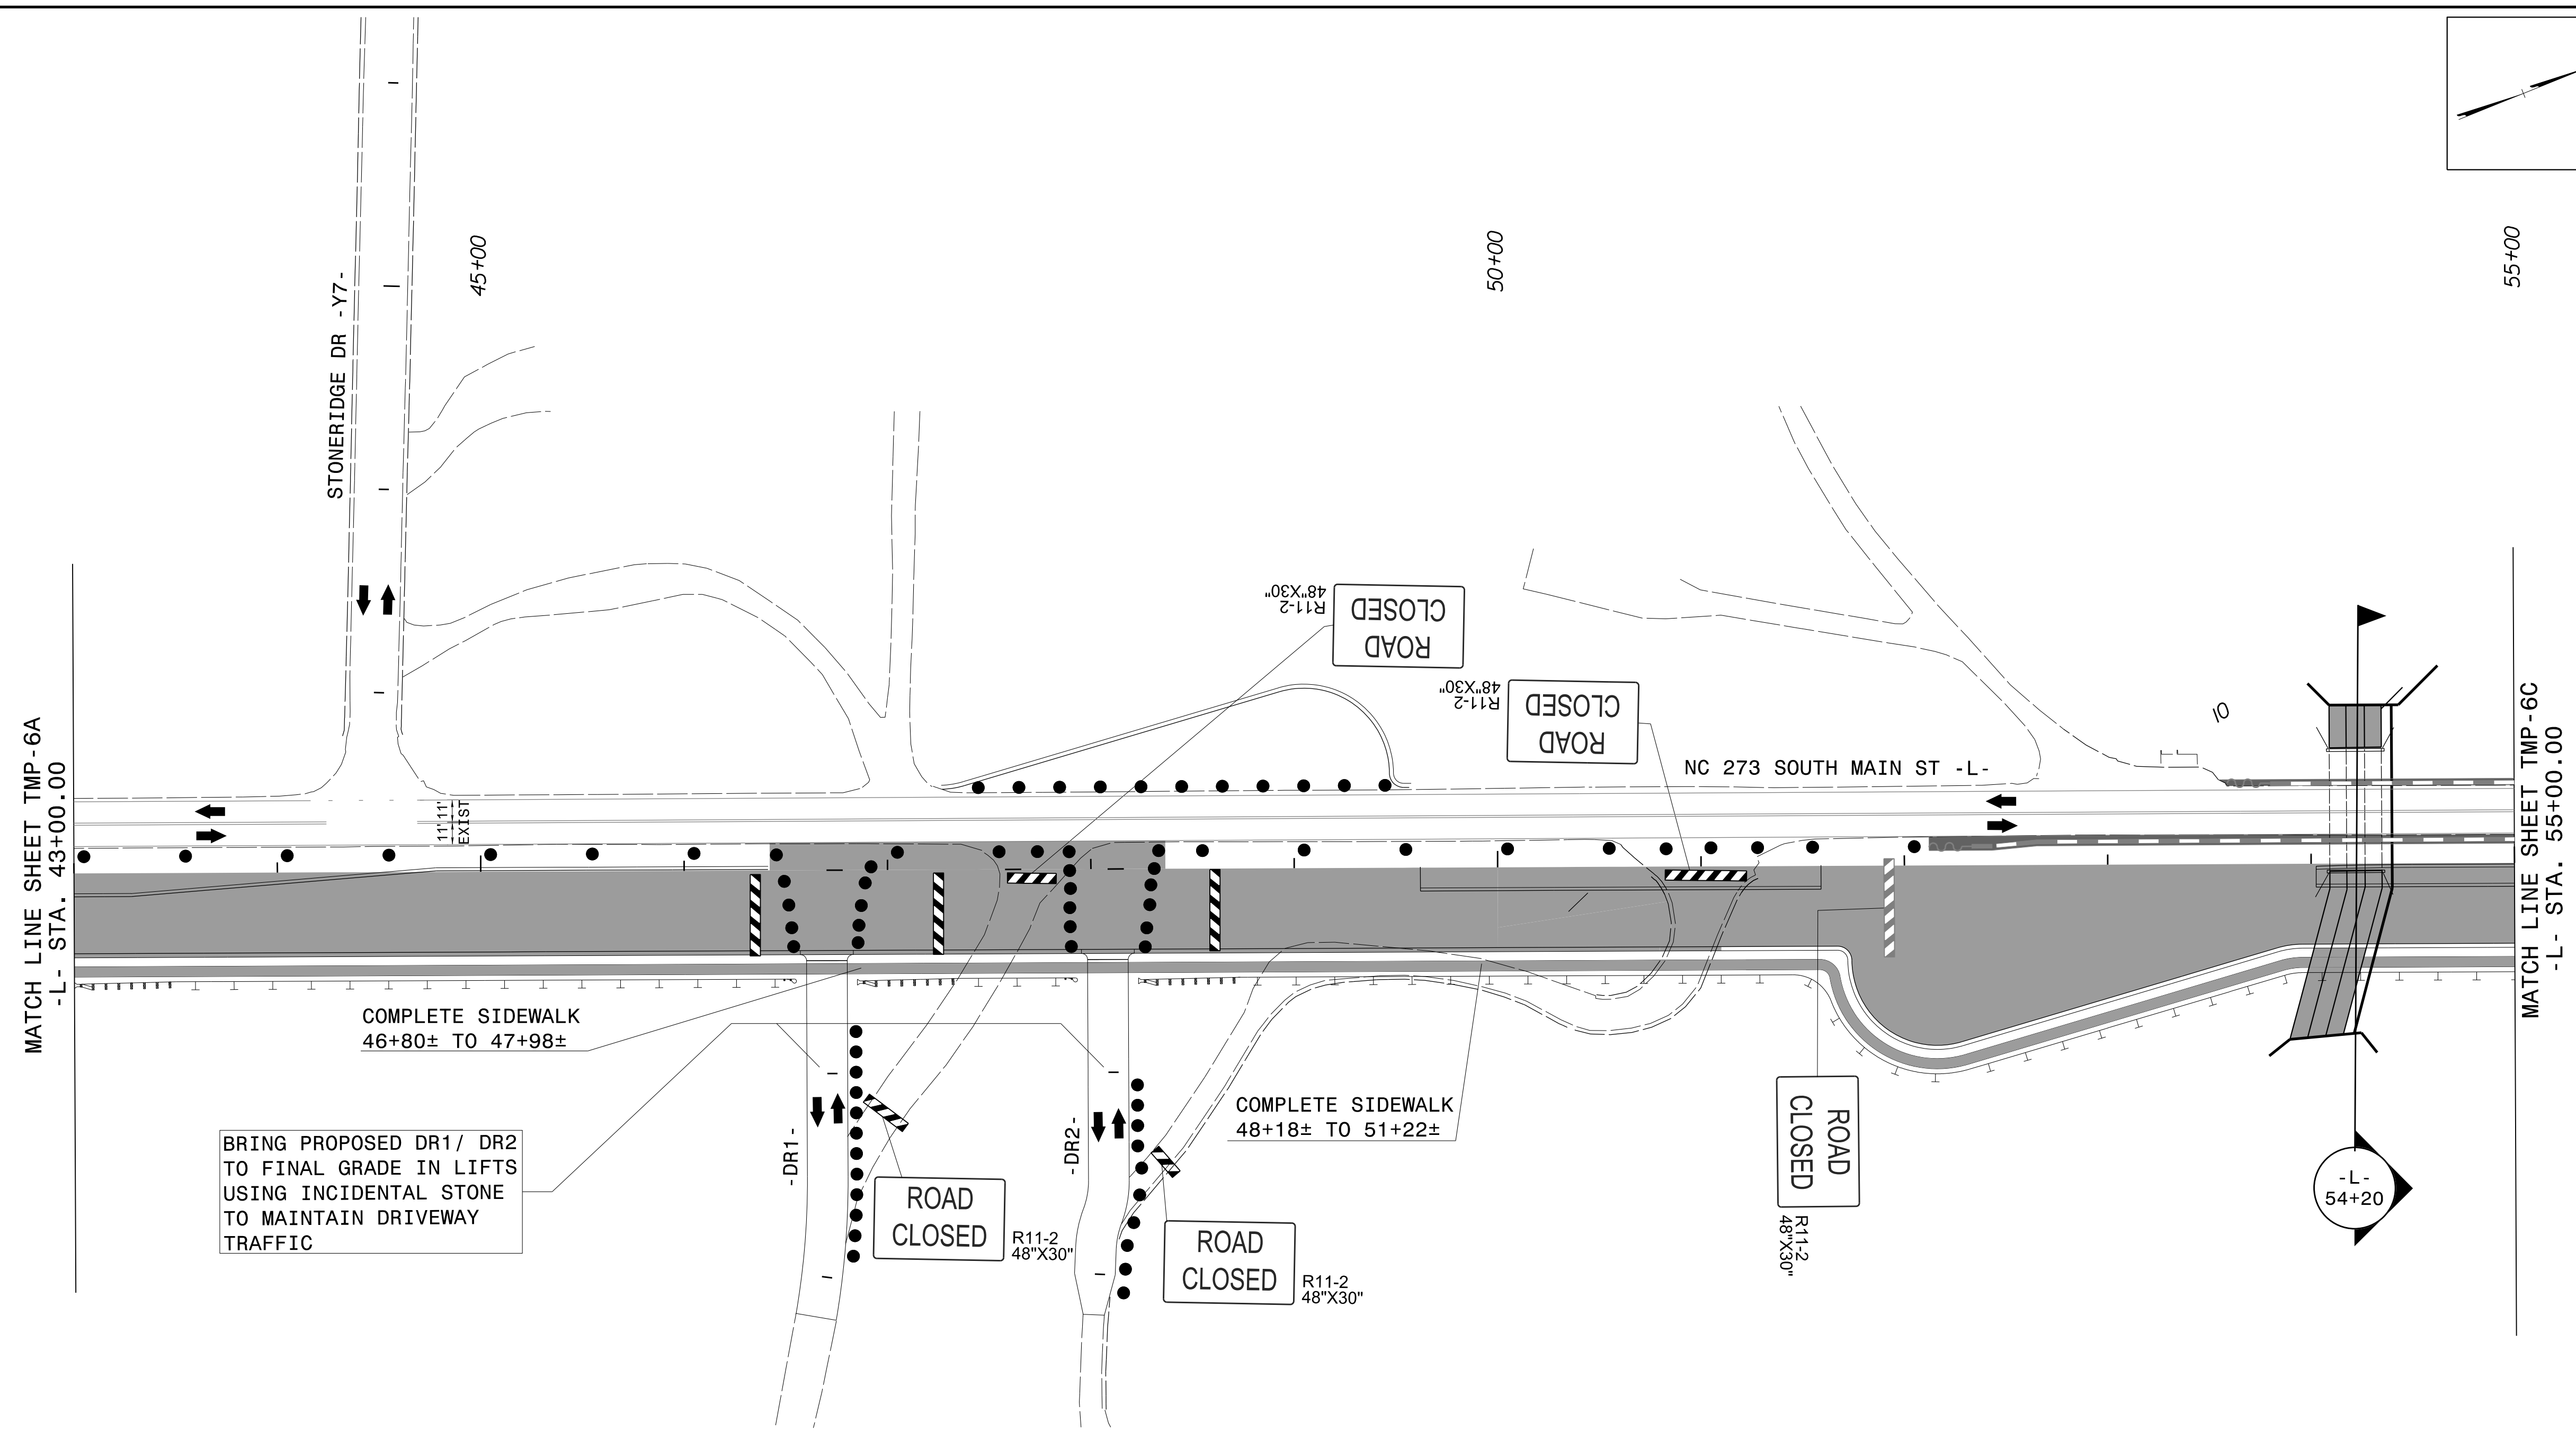 45+00
50+00
55+00
STONERIDGE DR -Y7-
R11-2
48"X30"
ROAD
CLOSED
R11-2
48"X30"
ROAD
CLOSED
NC 273 SOUTH MAIN ST -L-
10
11' 11'
EXIST
MATCH LINE SHEET TMP-6A
-L- STA. 43+00.00
MATCH LINE SHEET TMP-6C
-L- STA. 55+00.00
COMPLETE SIDEWALK
46+80± TO 47+98±
BRING PROPOSED DR1/ DR2
TO FINAL GRADE IN LIFTS
USING INCIDENTAL STONE
TO MAINTAIN DRIVEWAY
TRAFFIC
-DR1-
-DR2-
COMPLETE SIDEWALK
48+18± TO 51+22±
ROAD
CLOSED
R11-2
48"X30"
ROAD
CLOSED
R11-2
48"X30"
ROAD
CLOSED
R11-2
48"X30"
-L-
54+20